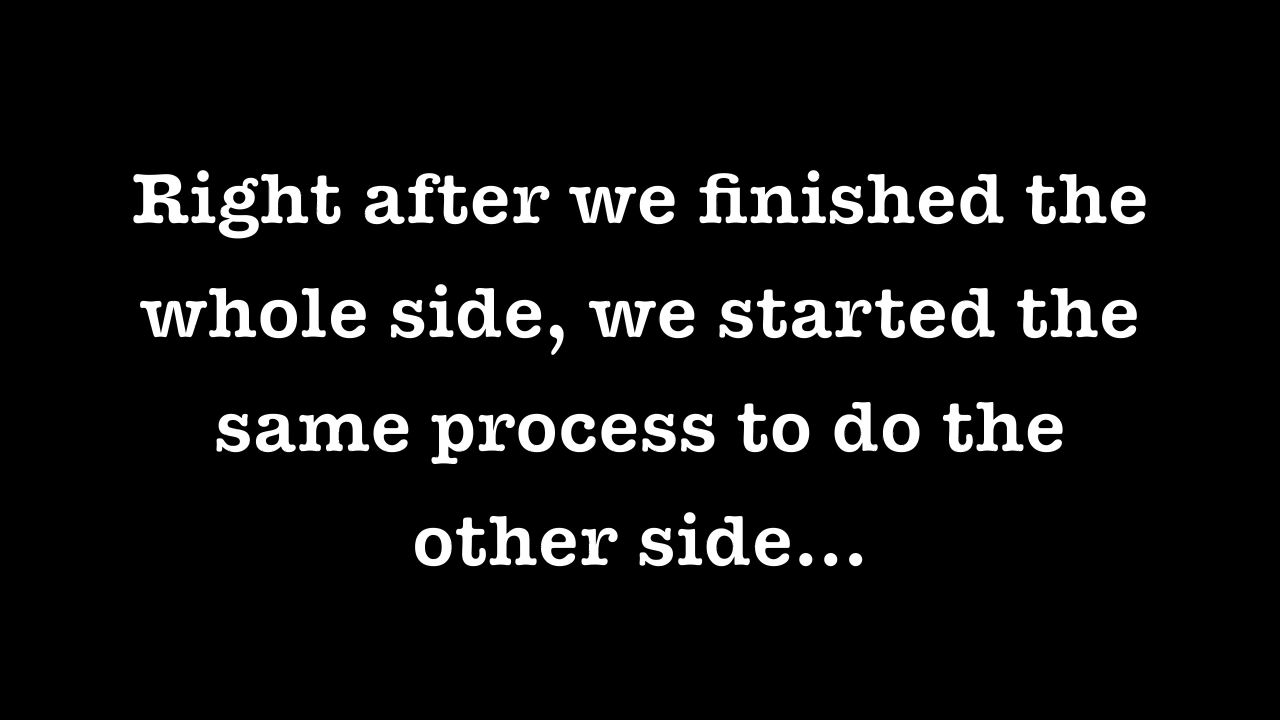 Right after we finished the
whole side, we started the
same process to do the
other side...